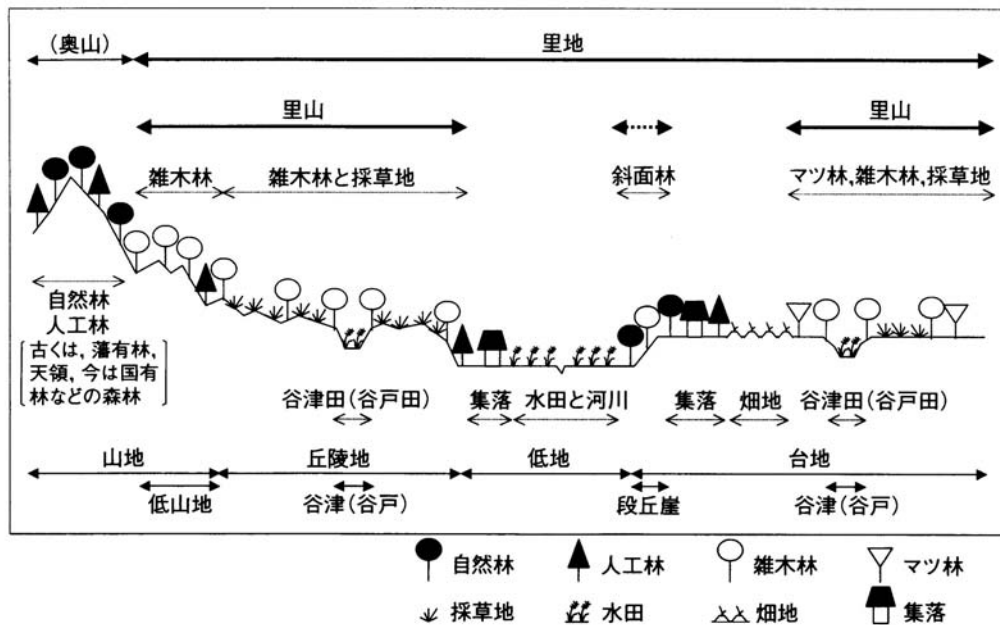 (奥山) 里地
里山 里山
雑木林 雑木林と採草地 斜面林 マツ林,雑木林,採草地
自然林
人工林
古くは,藩有林,
天領,今は国有
林などの森林
谷津田(谷戸田) 集落 水田と河川 集落 畑地 谷津田(谷戸田)
山地 丘陵地 低地 台地
低山地 谷津(谷戸) 段丘崖 谷津(谷戸)
自然林 人工林 雑木林 マツ林
採草地 水田 畑地 集落